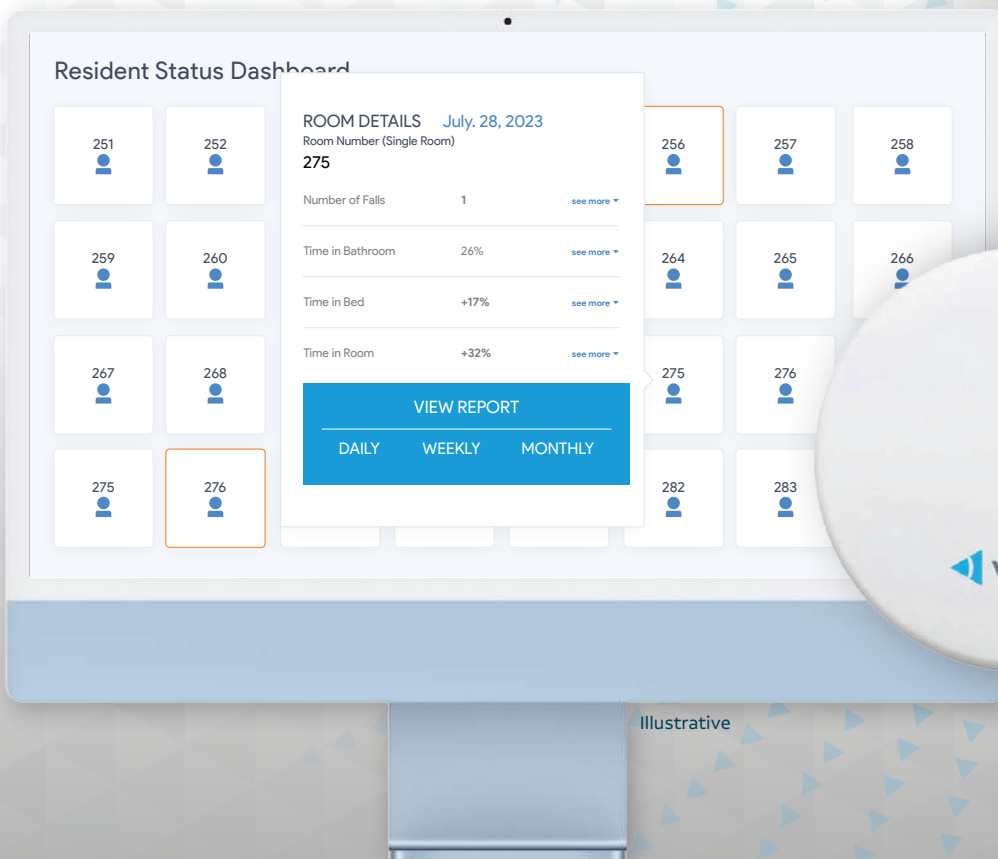 Resident Status Dashboard
251 252 256 257 258
ROOM DETAILS July. 28, 2023
Room Number (Single Room)
275
Number of Falls 1 see more
Time in Bathroom 26% see more
Time in Bed +17% see more
Time in Room +32% see more
VIEW REPORT
DAILY WEEKLY MONTHLY
259 260 264 265 266
267 268 275 276
275 276 282 283
Illustrative